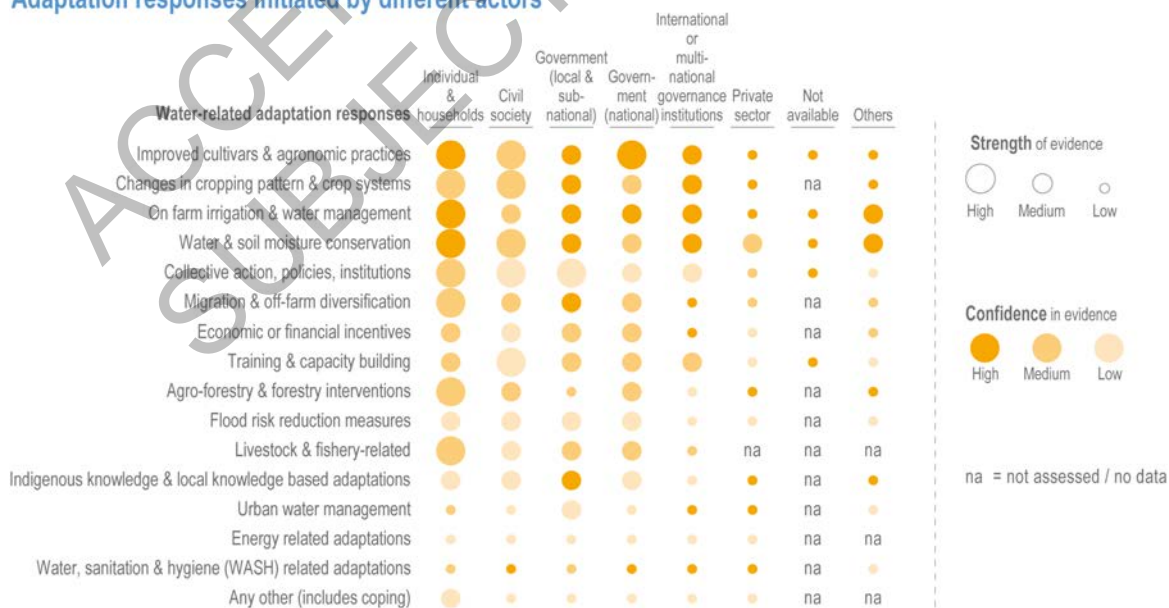 Adaptation responses initiated by different actors
ACCE
SUBJEC
Water-related adaptation responses
Individual
&
households
Civil
society
Government
(local &
sub-
national)
Govern-
ment
(national)
International
or
multi-
national
governance
institutions
Private
sector
Not
available
Others
Improved cultivars & agronomic practices
Changes in cropping pattern & crop systems
na
On farm irrigation & water management
Water & soil moisture conservation
Collective action, policies, institutions
Migration & off-farm diversification
na
Economic or financial incentives
na
Training & capacity building
Agro-forestry & forestry interventions
na
Flood risk reduction measures
na
Livestock & fishery-related
na na na
Indigenous knowledge & local knowledge based adaptations
na
Urban water management
na
Energy related adaptations
na na
Water, sanitation & hygiene (WASH) related adaptations
na
Any other (includes coping)
na na
Strength of evidence
High Medium Low
Confidence in evidence
High Medium Low
na = not assessed / no data